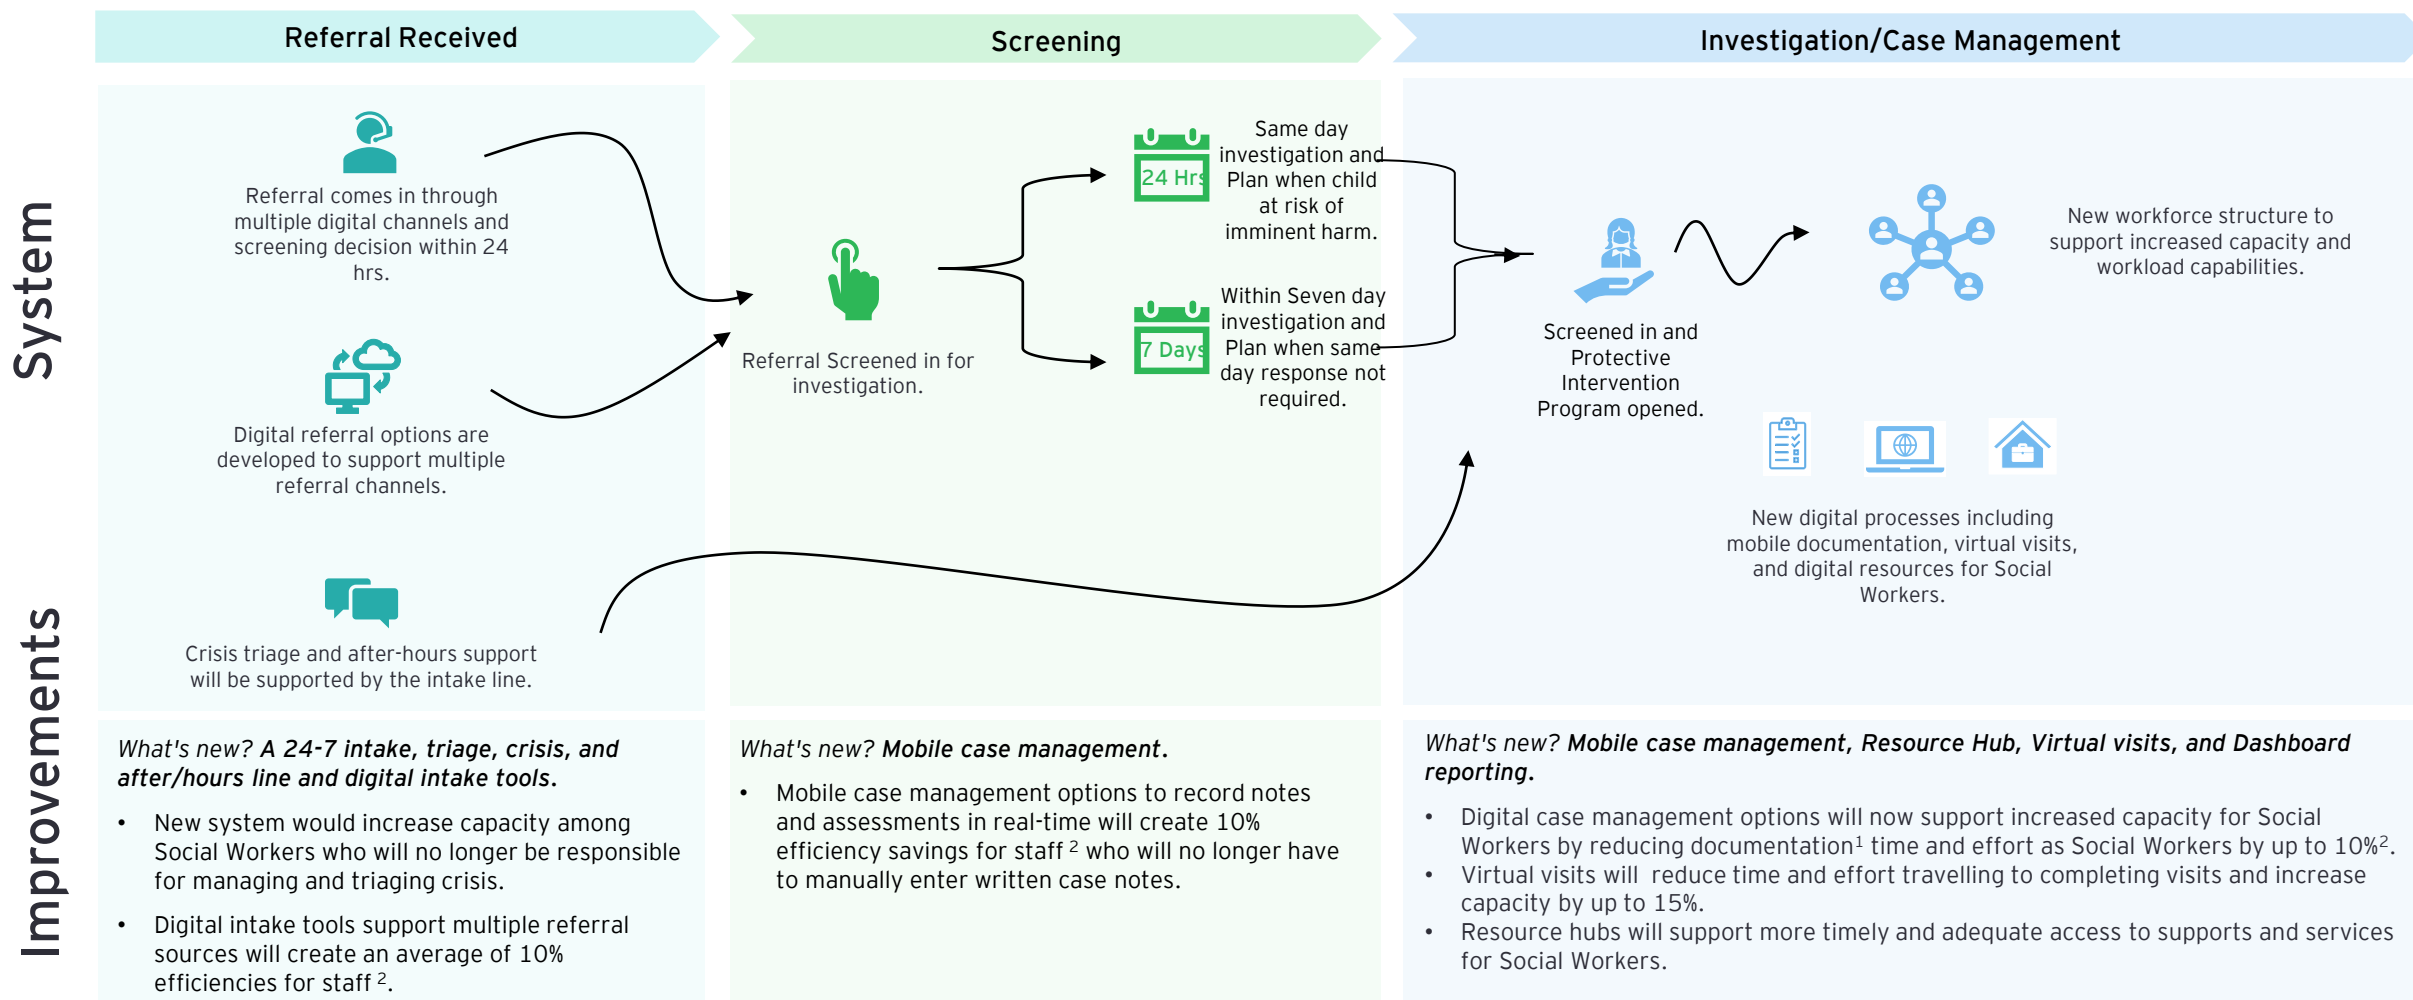 Referral Received
Screening
Investigation/Case Management
System
Referral comes in through
multiple digital channels and
screening decision within 24
hrs.
Digital referral options are
developed to support multiple
referral channels.
Crisis triage and after-hours support
will be supported by the intake line.
Referral Screened in for
investigation.
24 Hrs
Same day
investigation and
Plan when child
at risk of
imminent harm.
7 Days
Within Seven day
investigation and
Plan when same
day response not
required.
Screened in and
Protective
Intervention
Program opened.
New workforce structure to
support increased capacity and
workload capabilities.
New digital processes including
mobile documentation, virtual visits,
and digital resources for Social
Workers.
Improvements
What's new? A 24-7 intake, triage, crisis, and
after/hours line and digital intake tools.
• New system would increase capacity among
Social Workers who will no longer be responsible
for managing and triaging crisis.
• Digital intake tools support multiple referral
sources will create an average of 10%
efficiencies for staff 2.
What's new? Mobile case management.
• Mobile case management options to record notes
and assessments in real-time will create 10%
efficiency savings for staff 2 who will no longer have
to manually enter written case notes.
What's new? Mobile case management, Resource Hub, Virtual visits, and Dashboard
reporting.
• Digital case management options will now support increased capacity for Social
Workers by reducing documentation1 time and effort as Social Workers by up to 10%2.
• Virtual visits will reduce time and effort travelling to completing visits and increase
capacity by up to 15%.
• Resource hubs will support more timely and adequate access to supports and services
for Social Workers.